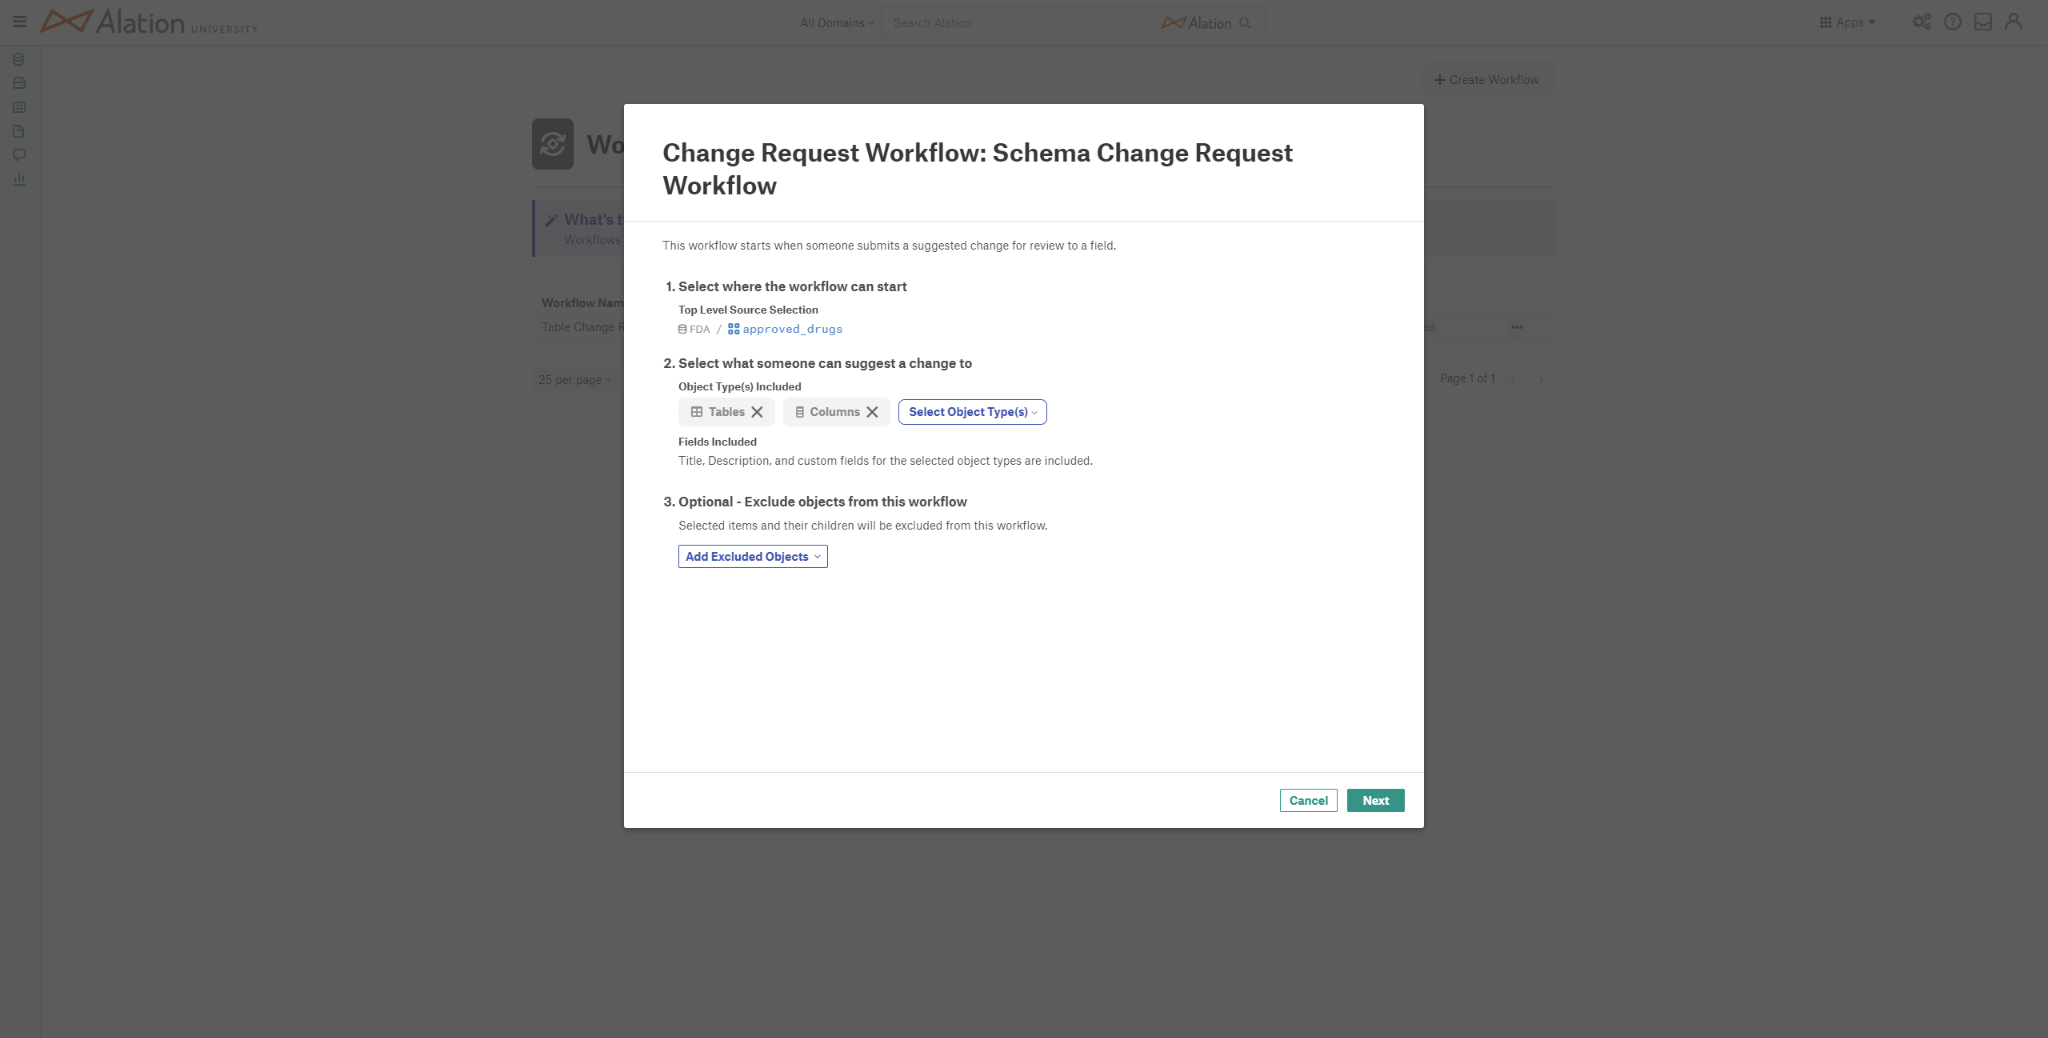 Alation UNIVERSITY
All Domains
Search Alation
Alation
Apps
Create Workflow
Wo
Change Request Workflow: Schema Change Request
Workflow
What's t
Workflows
This workflow starts when someone submits a suggested change for review to a field.
1. Select where the workflow can start
Top Level Source Selection
FDA / approved_drugs
Workflow Nam
Table Change R
ed
2. Select what someone can suggest a change to
25 per page
Page 1 of 1
Object Type(s) Included
Tables
Columns
Select Object Type(s)
Fields Included
Title, Description, and custom fields for the selected object types are included.
3. Optional - Exclude objects from this workflow
Selected items and their children will be excluded from this workflow.
Add Excluded Objects
Cancel
Next